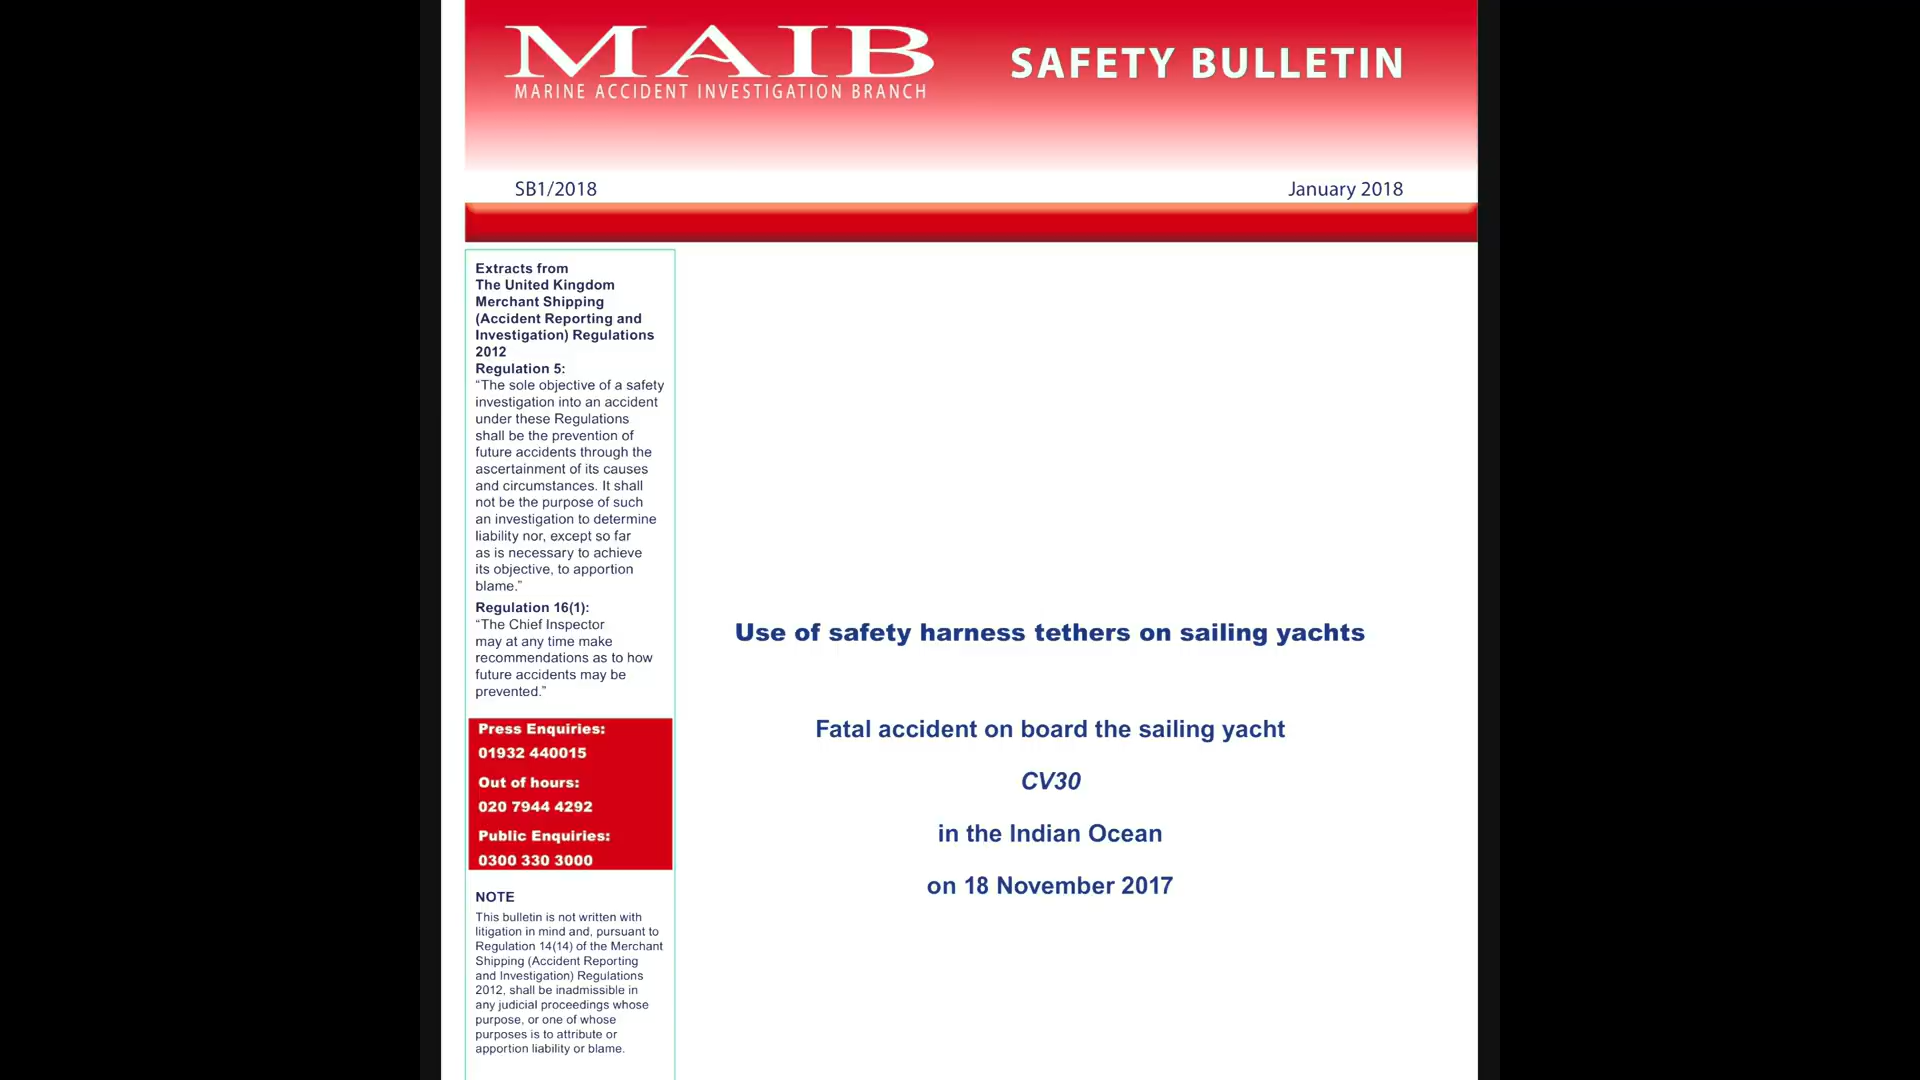 MAIB
MARINE ACCIDENT INVESTIGATION BRANCH
SAFETY BULLETIN
SB1/2018
January 2018
Extracts from
The United Kingdom
Merchant Shipping
(Accident Reporting and
Investigation) Regulations
2012
Regulation 5:
“The sole objective of a safety
investigation into an accident
under these Regulations
shall be the prevention of
future accidents through the
ascertainment of its causes
and circumstances. It shall
not be the purpose of such
an investigation to determine
liability nor, except so far
as is necessary to achieve
its objective, to apportion
blame.”
Regulation 16(1):
“The Chief Inspector
may at any time make
recommendations as to how
future accidents may be
prevented.”
Press Enquiries:
01932 440015
Out of hours:
020 7944 4292
Public Enquiries:
0300 330 3000
NOTE
This bulletin is not written with
litigation in mind and, pursuant to
Regulation 14(14) of the Merchant
Shipping (Accident Reporting
and Investigation) Regulations
2012, shall be inadmissible in
any judicial proceedings whose
purpose, or one of whose
purposes is to attribute or
apportion liability or blame.
Use of safety harness tethers on sailing yachts
Fatal accident on board the sailing yacht
CV30
in the Indian Ocean
on 18 November 2017